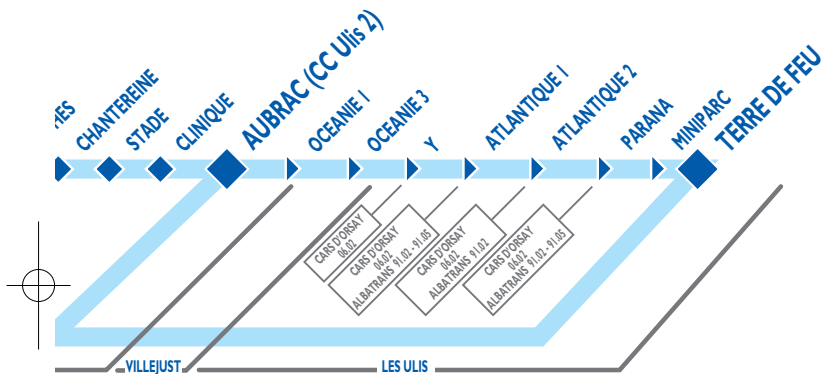 CHANTEREINE
STADE
CLINIQUE
AUBRAC (CC Ulis 2)
OCEANIE 1
OCEANIE 3
Y
ATLANTIQUE 1
ATLANTIQUE 2
PARANA
MINIPARC
TERRE DE FEU
CARS D'ORSAY
06.02
CARS D'ORSAY
06.02
ALBATRANS 91.02 - 91.05
CARS D'ORSAY
06.02
ALBATRANS 91.02
CARS D'ORSAY
06.02
ALBATRANS 91.02 - 91.05
VILLEJUST
LES ULIS